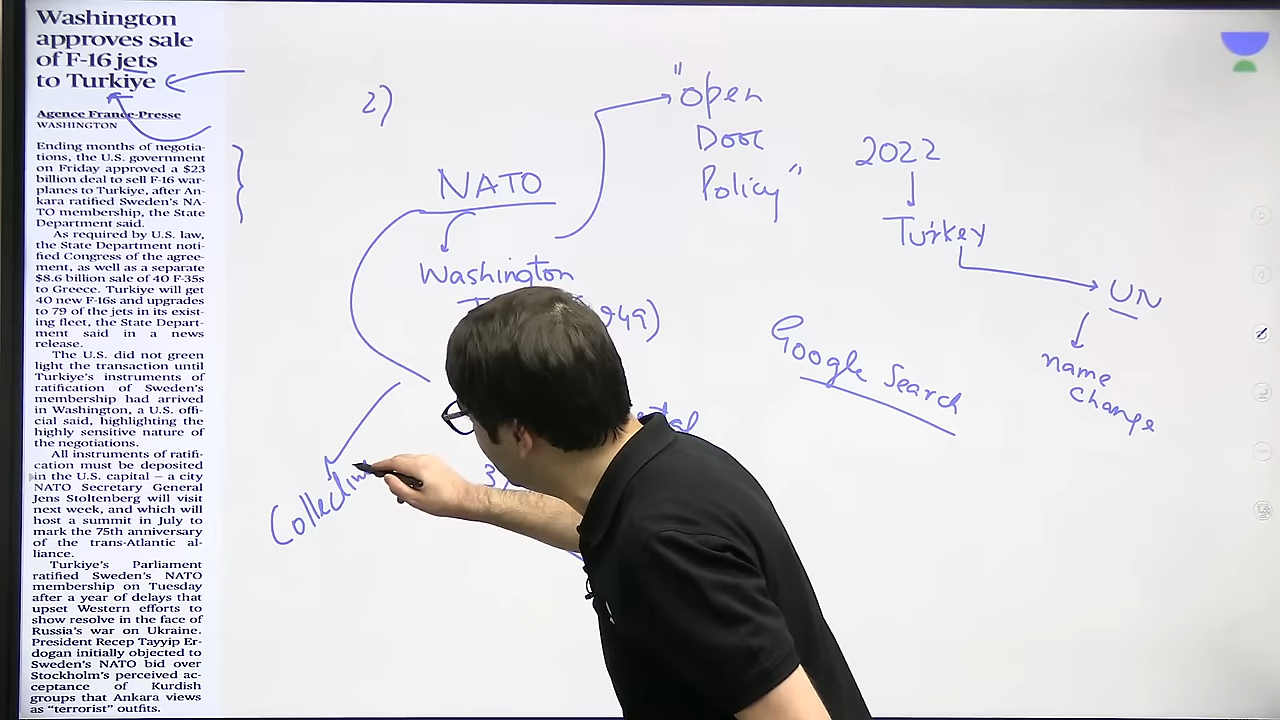 Washington
approves sale
of F-16 jets
to Turkiye
Agence France-Presse
WASHINGTON
Ending months of negotia-
tions, the U.S. government
on Friday approved a $23
billion deal to sell F-16 war-
planes to Turkiye, after An-
kara ratified Sweden's NA-
TO membership, the State
Department said.
As required by U.S. law,
the State Department noti-
fied Congress of the agree-
ment, as well as a separate
$8.6 billion sale of 40 F-35s
to Greece. Turkiye will get
40 new F-16s and upgrades
to 79 of the jets in its exist-
ing fleet, the State Depart-
ment said in a news
release.
The U.S. did not green
light the transaction until
Turkiye's instruments of
ratification of Sweden's
membership had arrived
in Washington, a U.S. offi-
cial said, highlighting the
highly sensitive nature of
the negotiations.
All instruments of ratifi-
cation must be deposited
in the U.S. capital – a city
NATO Secretary General
Jens Stoltenberg will visit
next week, and which will
host a summit in July to
mark the 75th anniversary
of the trans-Atlantic al-
liance.
Turkiye's Parliament
ratified Sweden's NATO
membership on Tuesday
after a year of delays that
upset Western efforts to
show resolve in the face of
Russia's war on Ukraine.
President Recep Tayyip Er-
dogan initially objected to
Sweden's NATO bid over
Stockholm's perceived ac-
ceptance of Kurdish
groups that Ankara views
as "terrorist" outfits.
2)
NATO
Washington
949)
3)
Collective
"Open
Door
Policy"
2022
Turkey
UN
name
change
Google Search